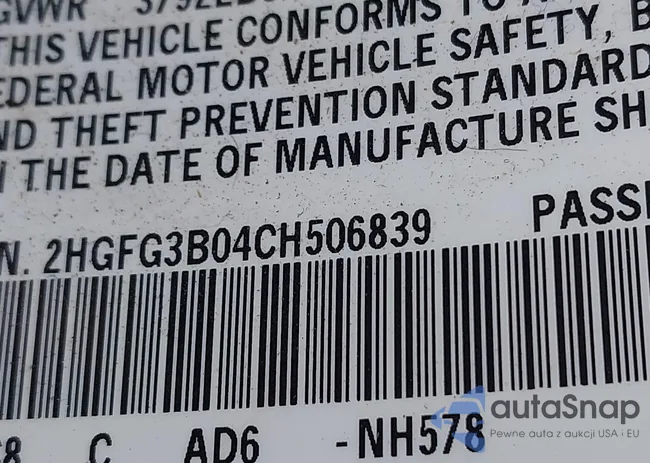 GVWR
THIS VEHICLE CONFORMS TO
FEDERAL MOTOR VEHICLE SAFETY, B
ND THEFT PREVENTION STANDARD
THE DATE OF MANUFACTURE SH
N. 2HGFG3B04CH506839 PASS
C AD6 -NH578
autaSnap
Pewne auta z aukcji USA i EU